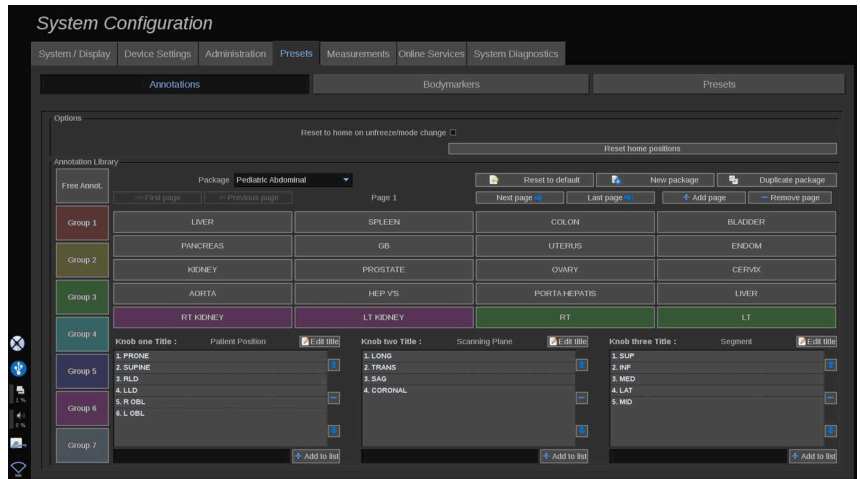 System Configuration
System / Display Device Settings Administration Presets Measurements Online Services System Diagnostics
Annotations Bodymarkers Presets
Options
Reset to home on unfreeze/mode change
Reset home positions
Annotation Library
Free Annot. Package Pediatric Abdominal Reset to default New package Duplicate package
First page Previous page Page 1 Next page Last page Add page Remove page
Group 1 LIVER SPLEEN COLON BLADDER
PANCREAS GB UTERUS ENDOM
Group 2
KIDNEY PROSTATE OVARY CERVIX
Group 3 AORTA HEP V'S PORTA HEPATIS LIVER
RT KIDNEY LT KIDNEY RT LT
Group 4
Knob one Title : Patient Position Edit title Knob two Title : Scanning Plane Edit title Knob three Title : Segment Edit title
1. PRONE 1. LONG 1. SUP
2. SUPINE 2. TRANS 2. INF
Group 5
3. RLD 3. SAG 3. MED
4. LLD 4. CORONAL 4. LAT
1 %
5. R OBL 5. MID
Group 6
6. L OBL
0 %
Group 7
Add to list Add to list Add to list